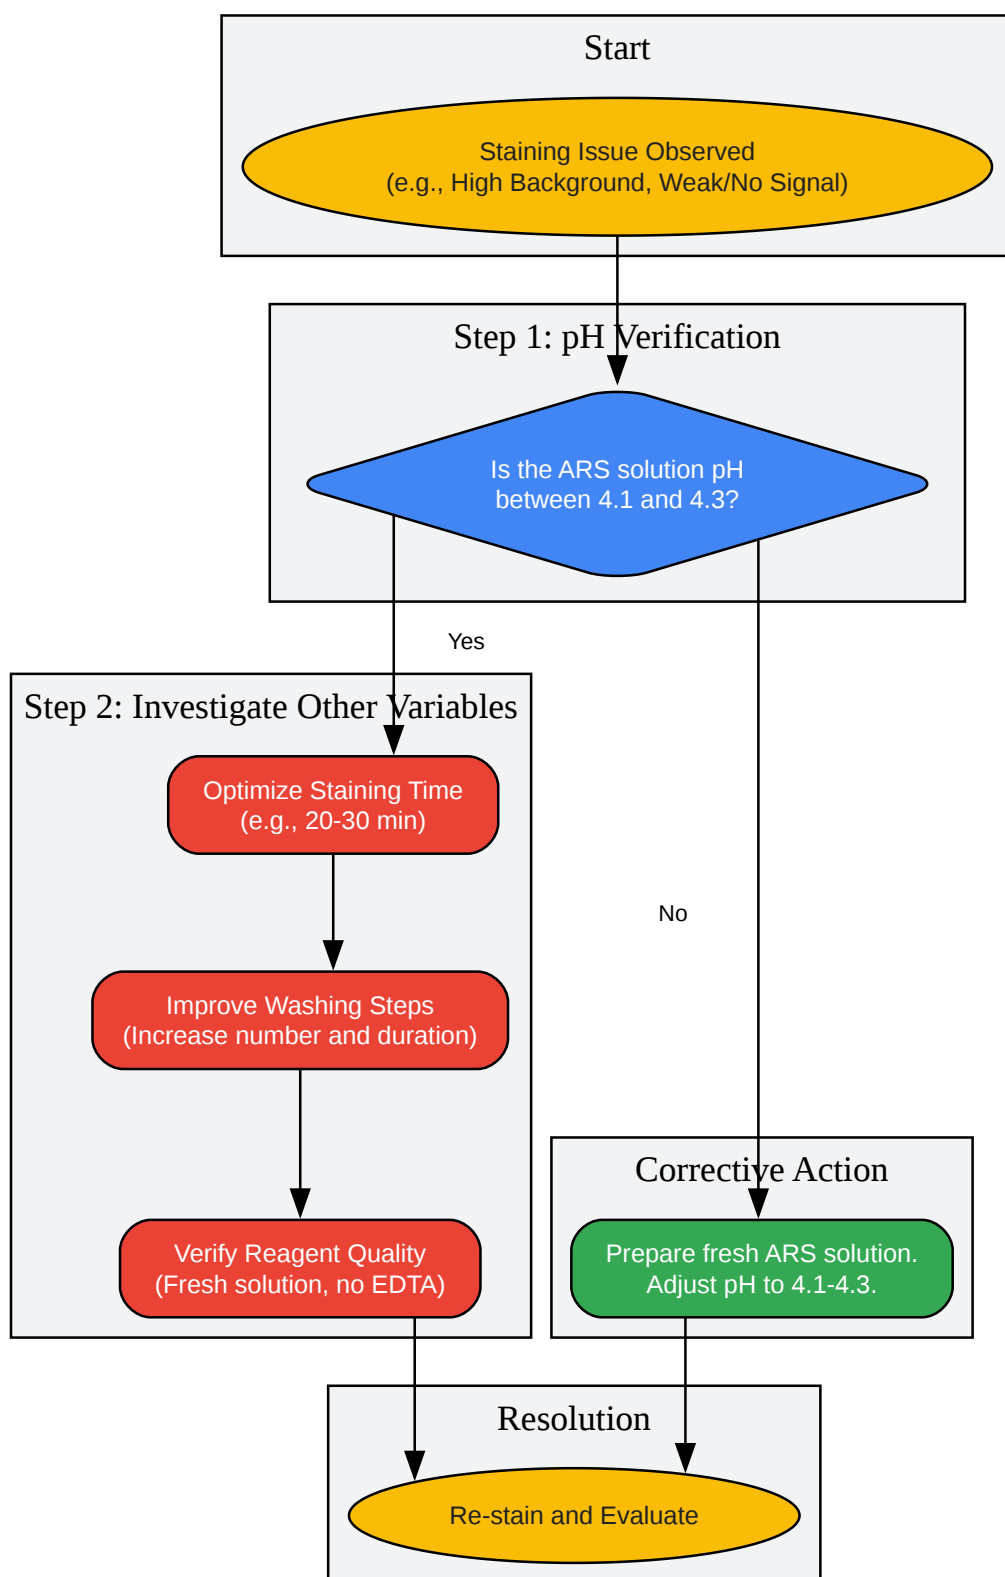 Start
Staining Issue Observed
(e.g., High Background, Weak/No Signal)
Step 1: pH Verification
Is the ARS solution pH
between 4.1 and 4.3?
Yes
Step 2: Investigate Other Variables
Optimize Staining Time
(e.g., 20-30 min)
No
Improve Washing Steps
(Increase number and duration)
Corrective Action
Verify Reagent Quality
(Fresh solution, no EDTA)
Prepare fresh ARS solution.
Adjust pH to 4.1-4.3.
Resolution
Re-stain and Evaluate